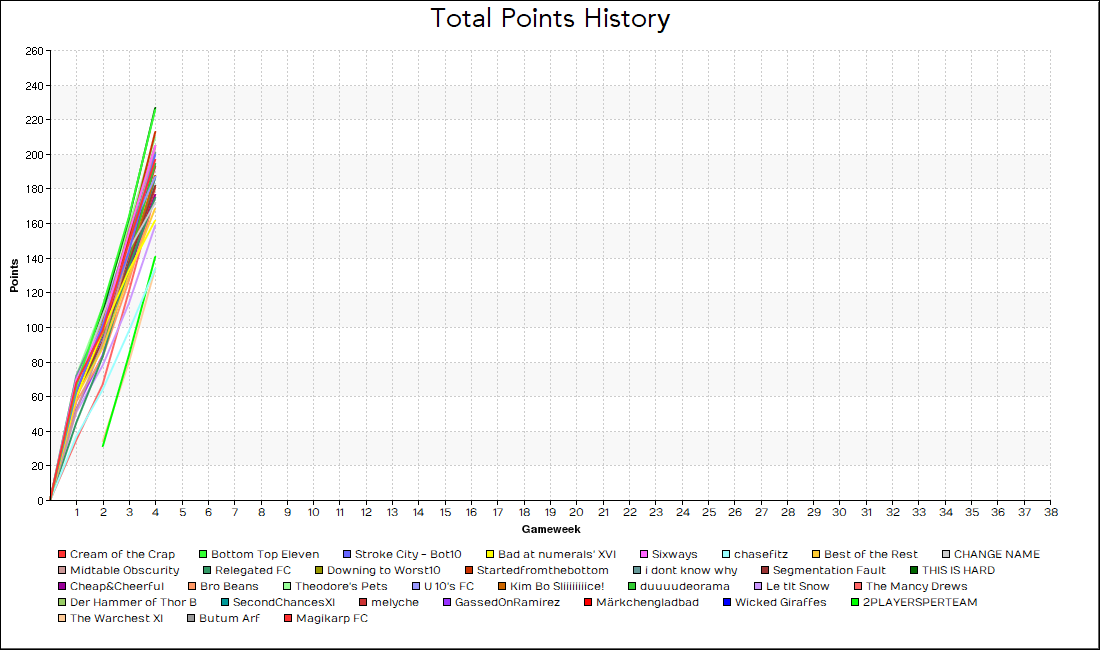 Total Points History
260
240
220
200
180
160
140
120
100
80
60
40
20
0
Points
1 2 3 4 5 6 7 8 9 10 11 12 13 14 15 16 17 18 19 20 21 22 23 24 25 26 27 28 29 30 31 32 33 34 35 36 37 38
Gameweek
Cream of the Crap Bottom Top Eleven Stroke City - Bot10 Bad at numerals' XVI Sixways chasefitz Best of the Rest CHANGE NAME
Midtable Obscurity Relegated FC Downing to Worst10 Startedfromthebottom i dont know why Segmentation Fault THIS IS HARD
Cheap&Cheerful Bro Beans Theodore's Pets U 10's FC Kim Bo Sliiiiiiiice! duuuudeorama Le tit Snow The Mancy Drews
Der Hammer of Thor B SecondChancesXI melyche GassedOnRamirez Märkchengladbad Wicked Giraffes 2PLAYERSPERTEAM
The Warchest XI Butum Arf Magikarp FC